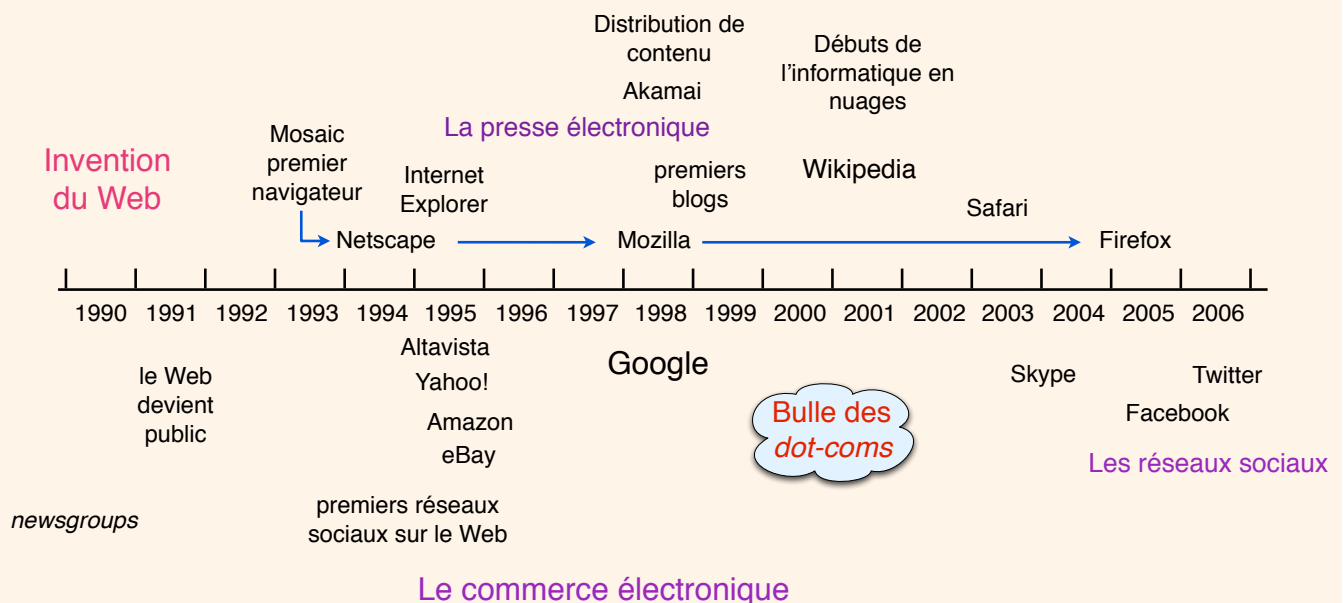 Distribution de
contenu
Akamai
Débuts de
l'informatique en
nuages
La presse électronique
Invention
du Web
Mosaic
premier
navigateur
Internet
Explorer
premiers
blogs
Wikipedia
Safari
Netscape
Mozilla
Firefox
1990 1991 1992 1993 1994 1995 1996 1997 1998 1999 2000 2001 2002 2003 2004 2005 2006
le Web
devient
public
Altavista
Yahoo!
Amazon
eBay
Google
Bulle des
dot-coms
Skype
Twitter
Facebook
Les réseaux sociaux
newsgroups
premiers réseaux
sociaux sur le Web
Le commerce électronique